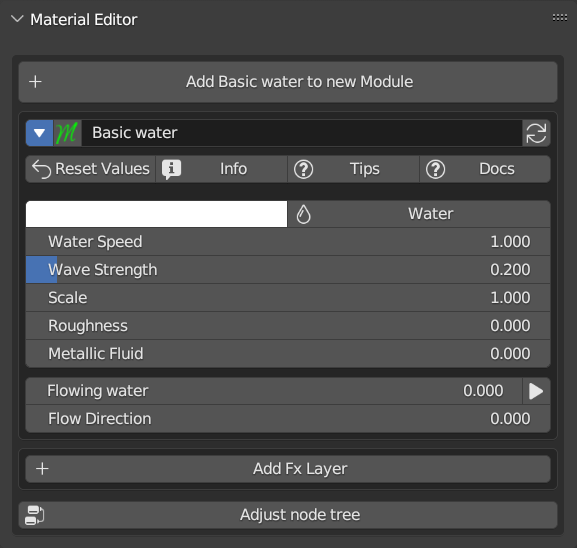 Material Editor
Add Basic water to new Module
Basic water
Reset Values Info Tips Docs
Water
Water Speed 1.000
Wave Strength 0.200
Scale 1.000
Roughness 0.000
Metallic Fluid 0.000
Flowing water 0.000
Flow Direction 0.000
Add Fx Layer
Adjust node tree